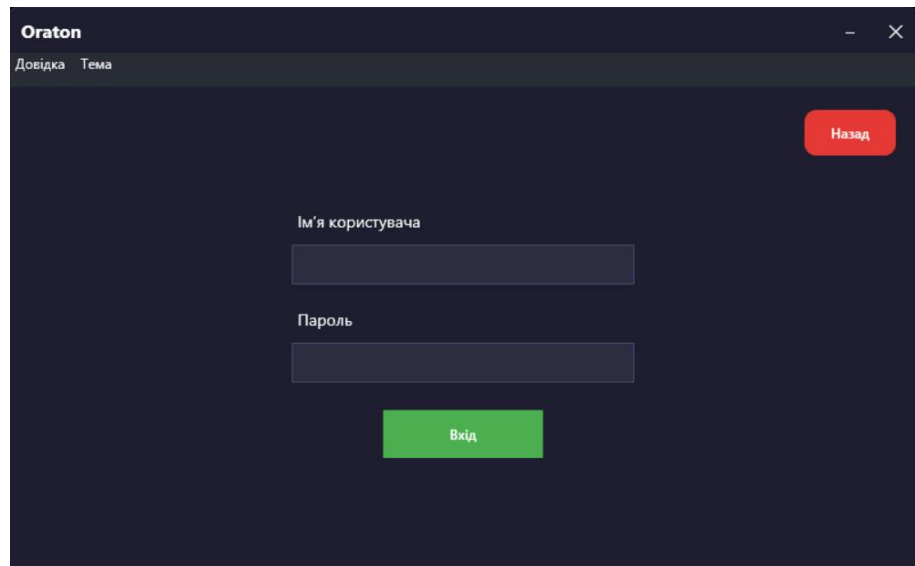 Oraton
Довідка Тема
Назад
Ім’я користувача
Пароль
Вхід